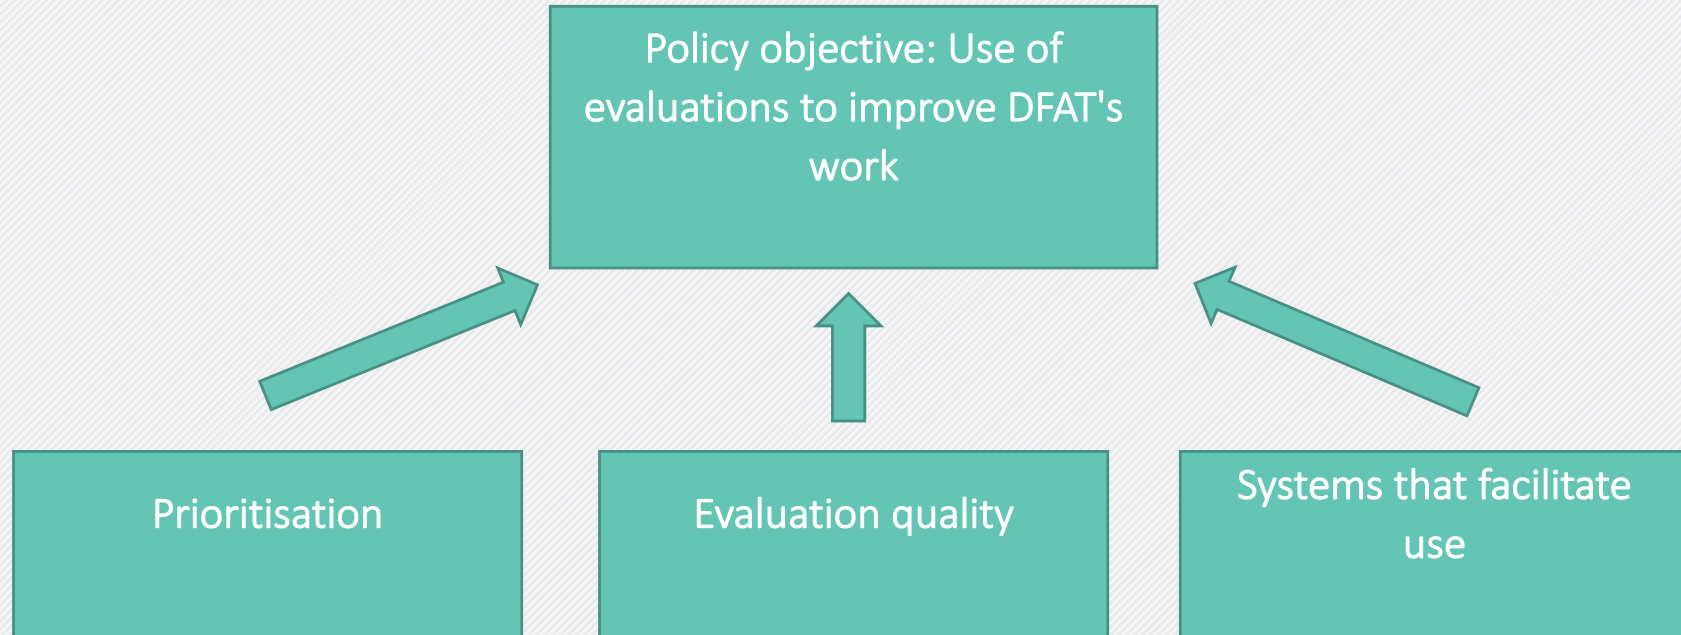 Policy objective: Use of
evaluations to improve DFAT's
work
Prioritisation
Evaluation quality
Systems that facilitate
use